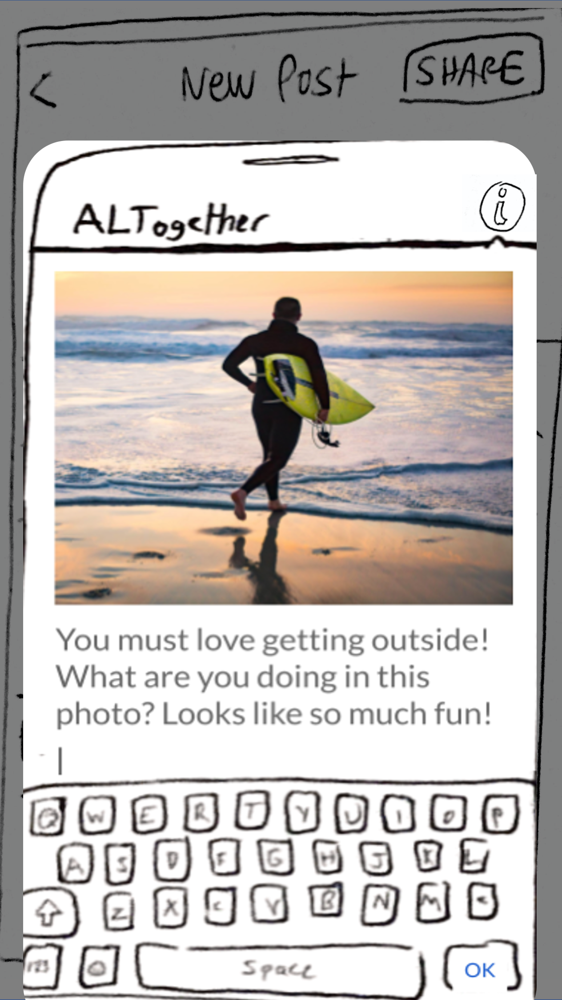 <
New Post
SHARE
i
ALTogether
You must love getting outside!
What are you doing in this
photo? Looks like so much fun!
Q W E R T Y U I O P
A S D F G H J K L
Z X C V B N M <
123
Space
OK